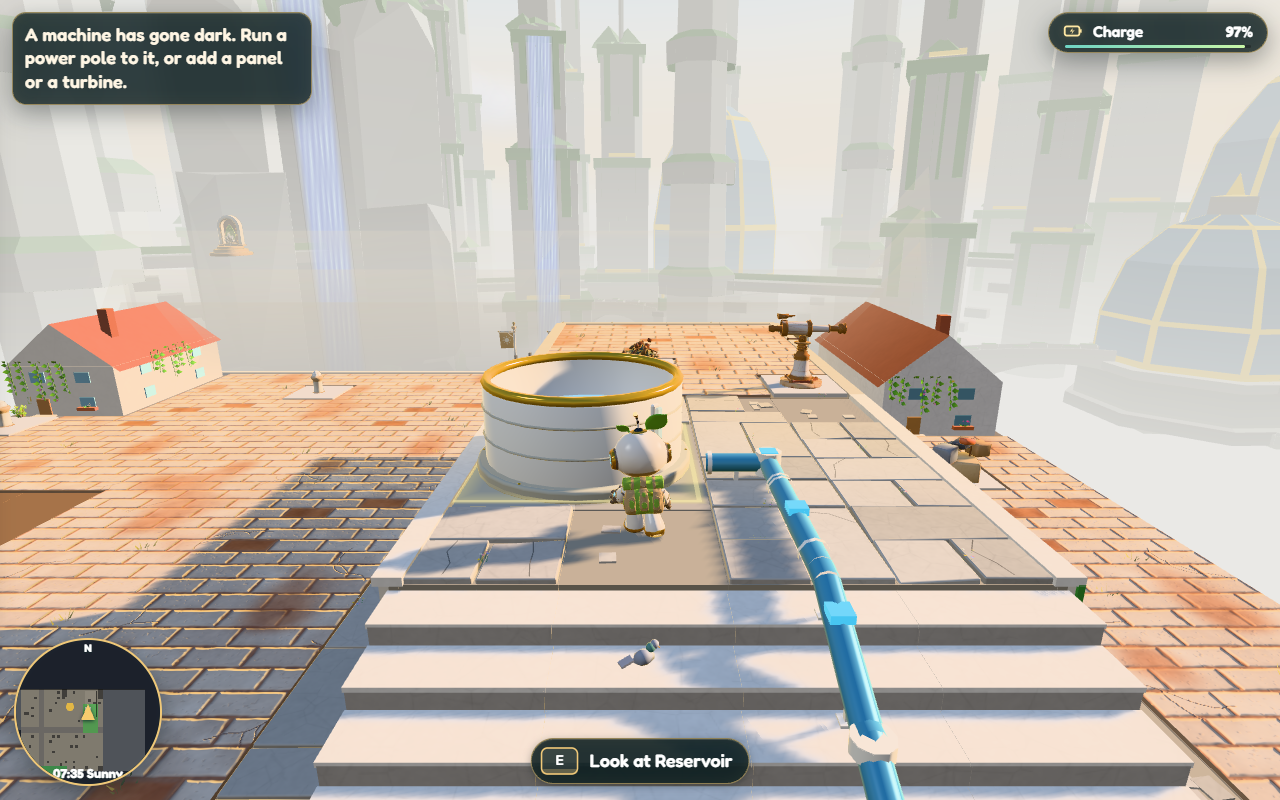 A machine has gone dark. Run a
power pole to it, or add a panel
or a turbine.
Charge 97%
N
07:35 Sunny
E Look at Reservoir